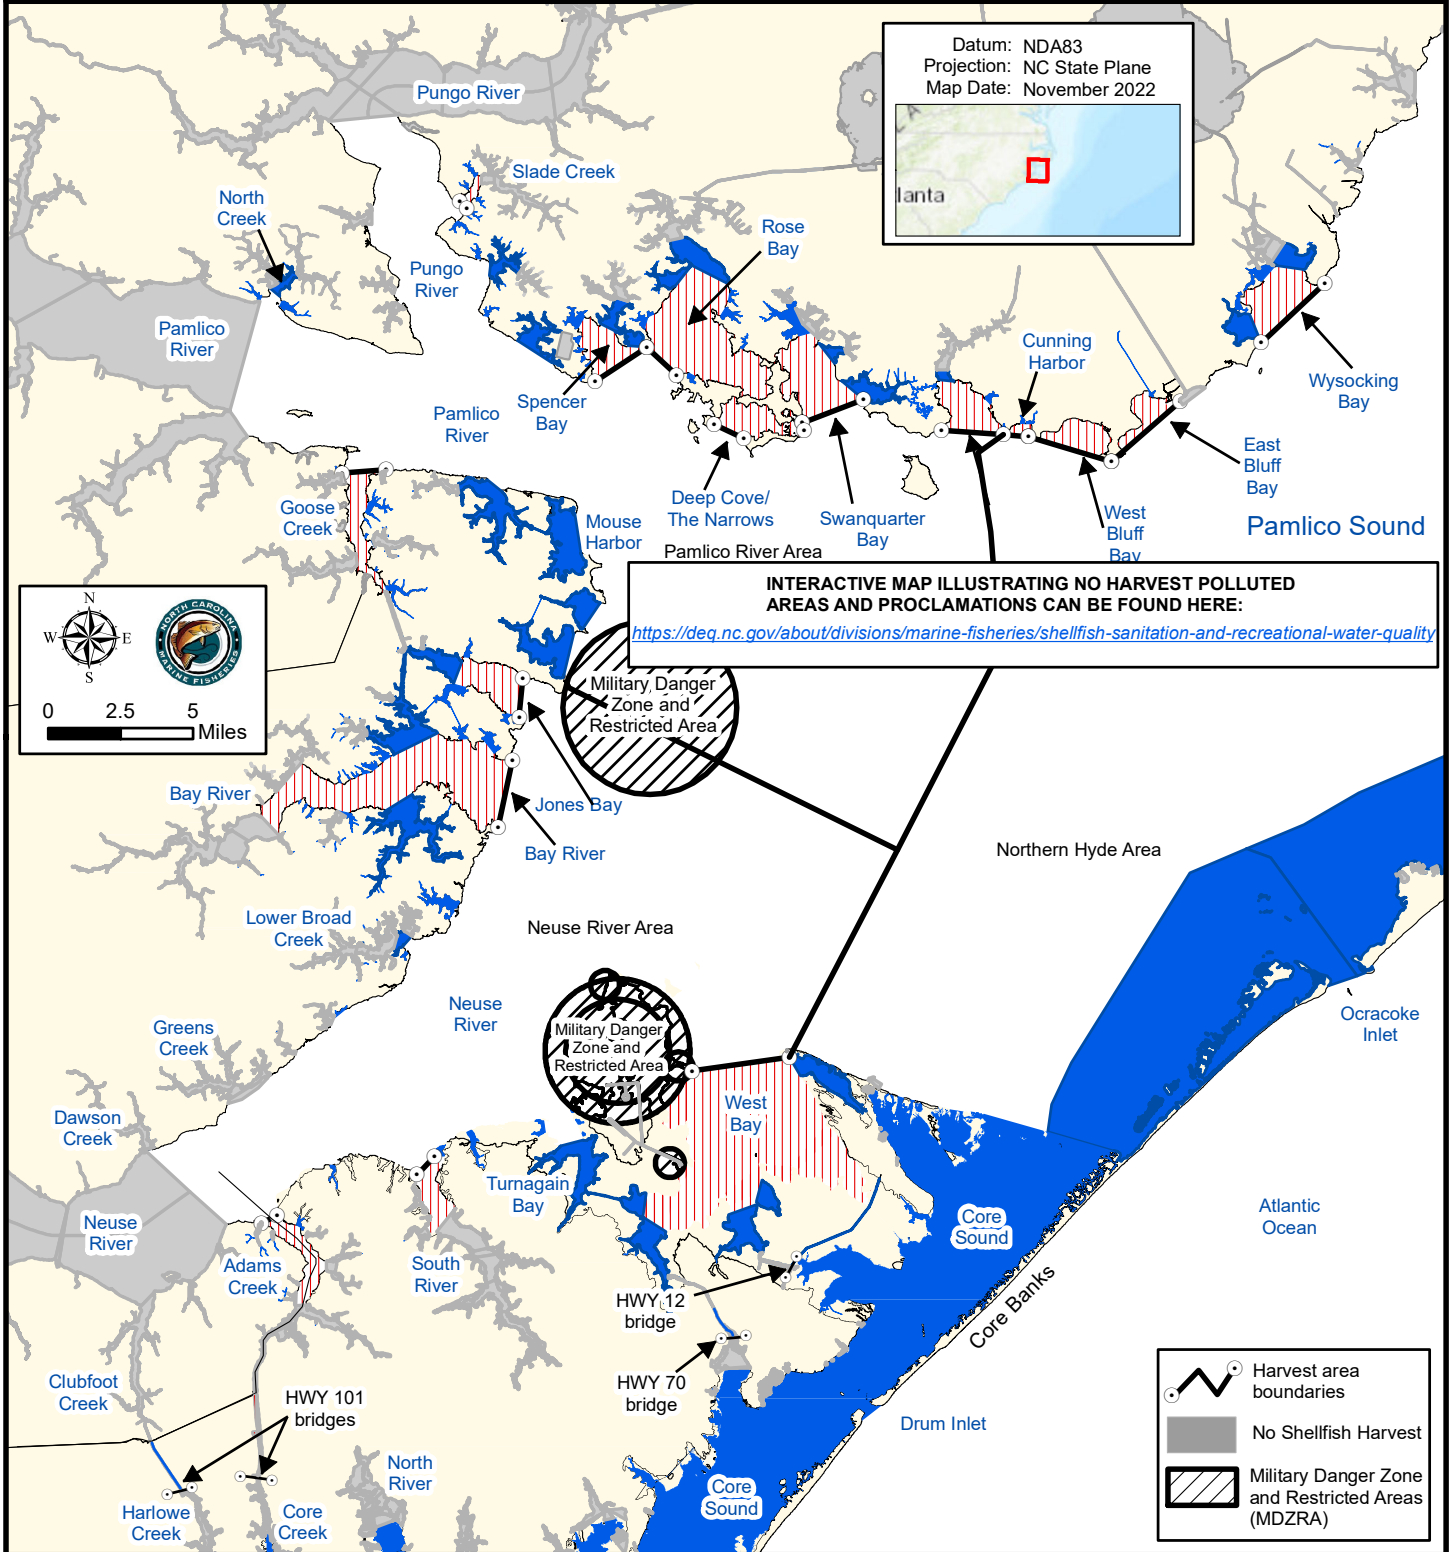 Datum: NDA83
Projection: NC State Plane
Map Date: November 2022
lanta
Pungo River
Slade Creek
North
Creek
Rose
Bay
Pungo
River
Pamlico
River
Cunning
Harbor
Wysocking
Bay
Spencer
Bay
Pamlico
River
East
Bluff
Bay
Deep Cove/
The Narrows
Swanquarter
Bay
West
Bluff
Bay
Pamlico Sound
Goose
Creek
Mouse
Harbor
Pamlico River Area
INTERACTIVE MAP ILLUSTRATING NO HARVEST POLLUTED
AREAS AND PROCLAMATIONS CAN BE FOUND HERE:
https://deq.nc.gov/about/divisions/marine-fisheries/shellfish-sanitation-and-recreational-water-quality
N
W
E
S
NORTH CAROLINA
MARINE FISHERIES
0 2.5 5
Miles
Military Danger
Zone and
Restricted Area
Bay River
Jones Bay
Bay River
Northern Hyde Area
Lower Broad
Creek
Neuse River Area
Neuse
River
Greens
Creek
Military Danger
Zone and
Restricted Area
Ocracoke
Inlet
Dawson
Creek
West
Bay
Turnagain
Bay
Neuse
River
Adams
Creek
South
River
Core
Sound
Atlantic
Ocean
HWY 12
bridge
Core Banks
HWY 70
bridge
Clubfoot
Creek
HWY 101
bridges
Drum Inlet
North
River
Harlowe
Creek
Core
Creek
Core
Sound
Harvest area
boundaries
No Shellfish Harvest
Military Danger Zone
and Restricted Areas
(MDZRA)